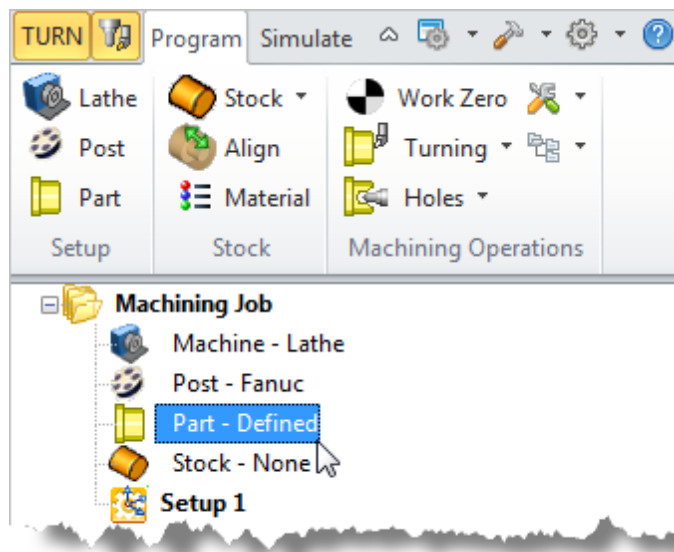 TURN Program Simulate
Lathe Stock Work Zero
Post Align Turning
Part Material Holes
Setup Stock Machining Operations
Machining Job
Machine - Lathe
Post - Fanuc
Part - Defined
Stock - None
Setup 1